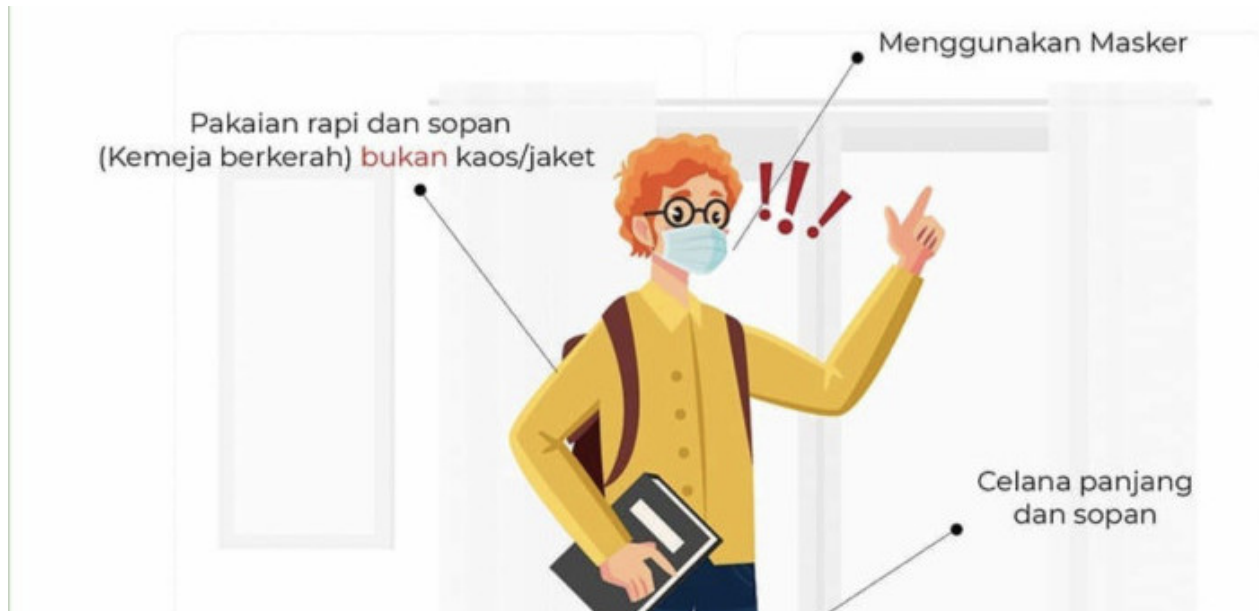 Menggunakan Masker
Pakaian rapi dan sopan
(Kemeja berkerah) bukan kaos/jaket
Celana panjang
dan sopan